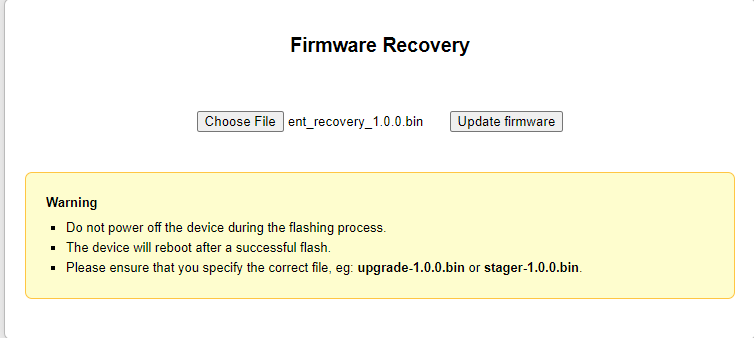 Firmware Recovery
Choose File ent_recovery_1.0.0.bin Update firmware
Warning
Do not power off the device during the flashing process.
The device will reboot after a successful flash.
Please ensure that you specify the correct file, eg: upgrade-1.0.0.bin or stager-1.0.0.bin.